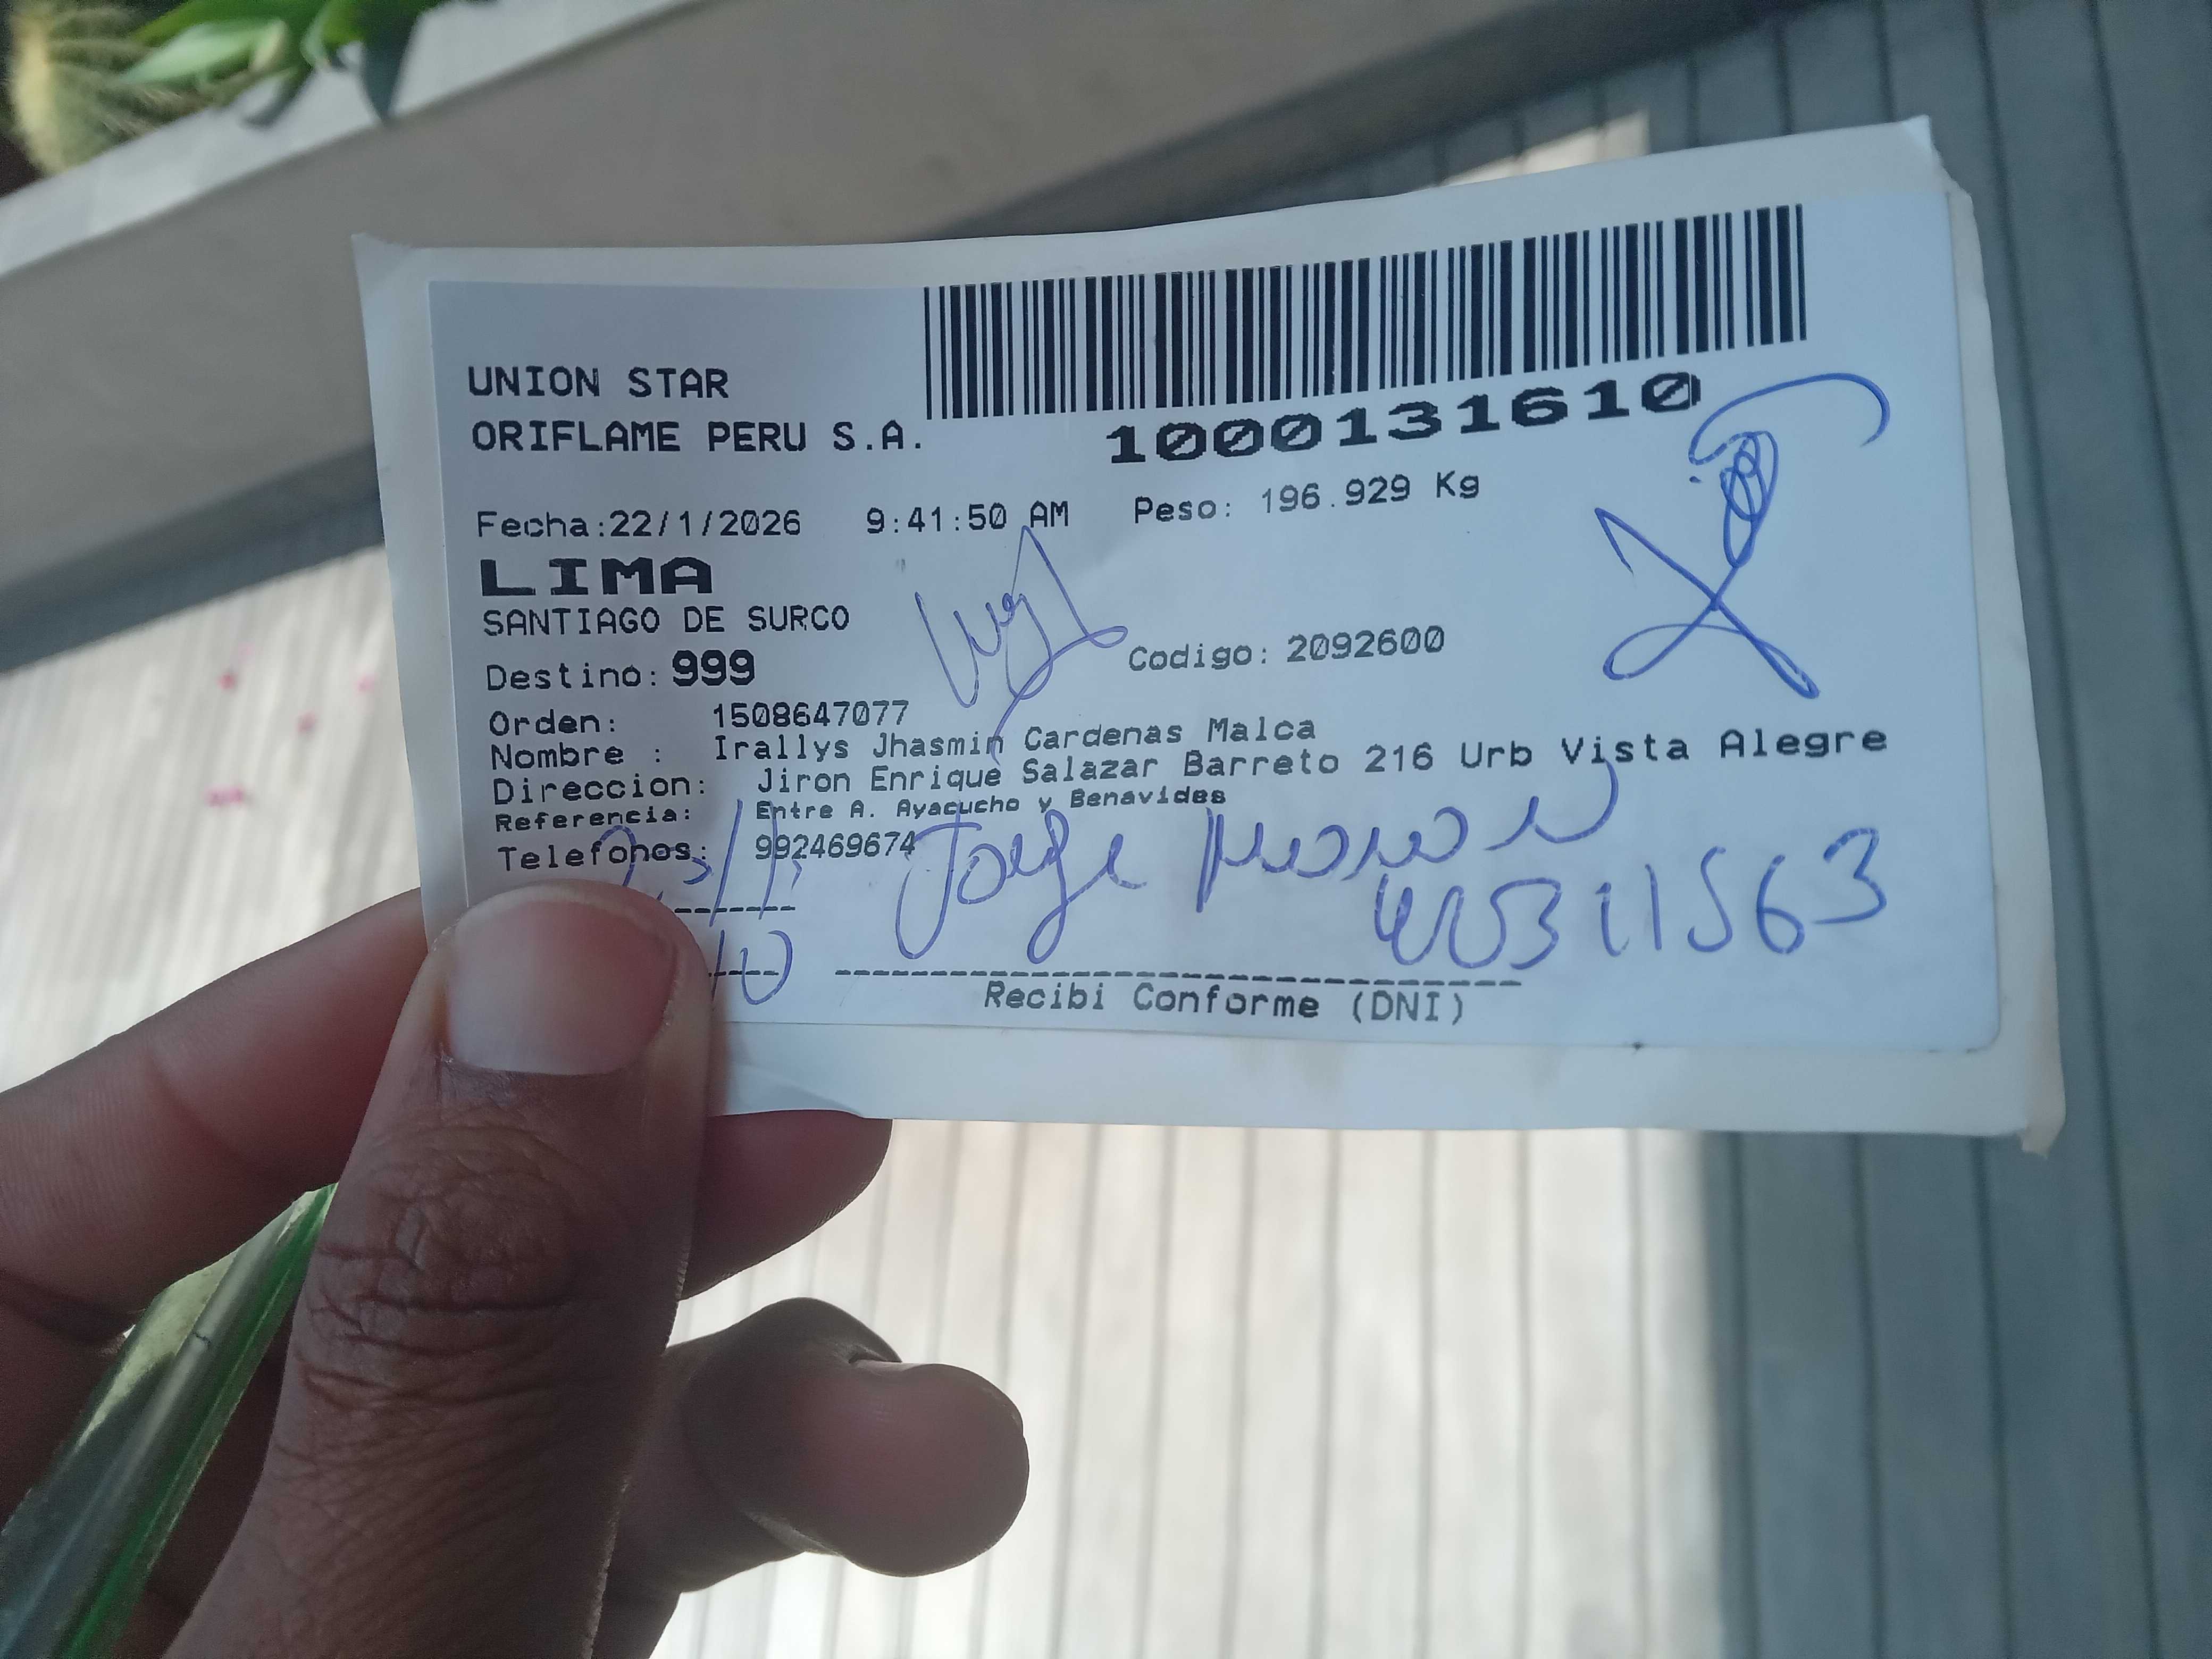 UNION STAR
ORIFLAME PERU S.A.
1000131610
Fecha:22/1/2026 9:41:50 AM Peso: 196.929 Kg
LIMA
SANTIAGO DE SURCO
Destino: 999 Codigo: 2092600
Orden: 1508647077
Nombre : Irallys Jhasmin Cardenas Malca
Direccion: Jiron Enrique Salazar Barreto 216 Urb Vista Alegre
Referencia: Entre A. Ayacucho y Benavides
Telefonos: 992469674
Jorge
Recibi Conforme (DNI)